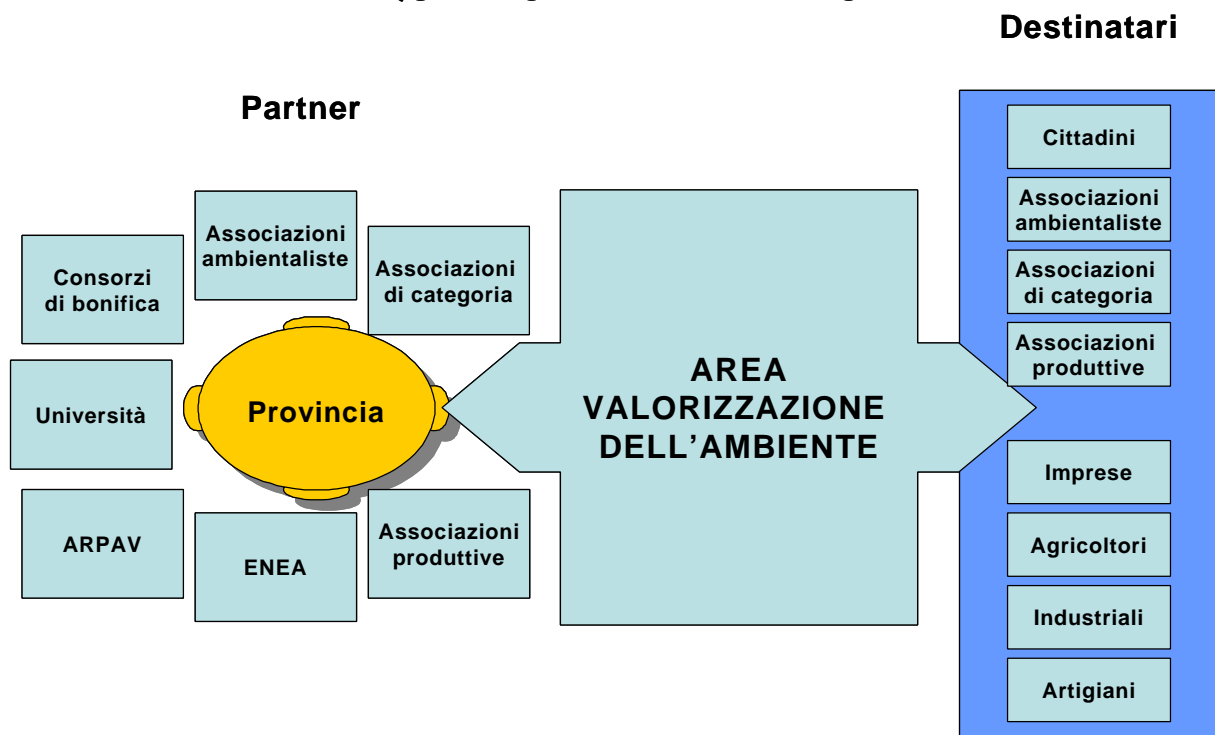 Destinatari
Partner
Associazioni
ambientaliste
Consorzi
di bonifica
Associazioni
di categoria
Università
Provincia
ARPAV
ENEA
Associazioni
produttive
AREA
VALORIZZAZIONE
DELL’AMBIENTE
Cittadini
Associazioni
ambientaliste
Associazioni
di categoria
Associazioni
produttive
Imprese
Agricoltori
Industriali
Artigiani